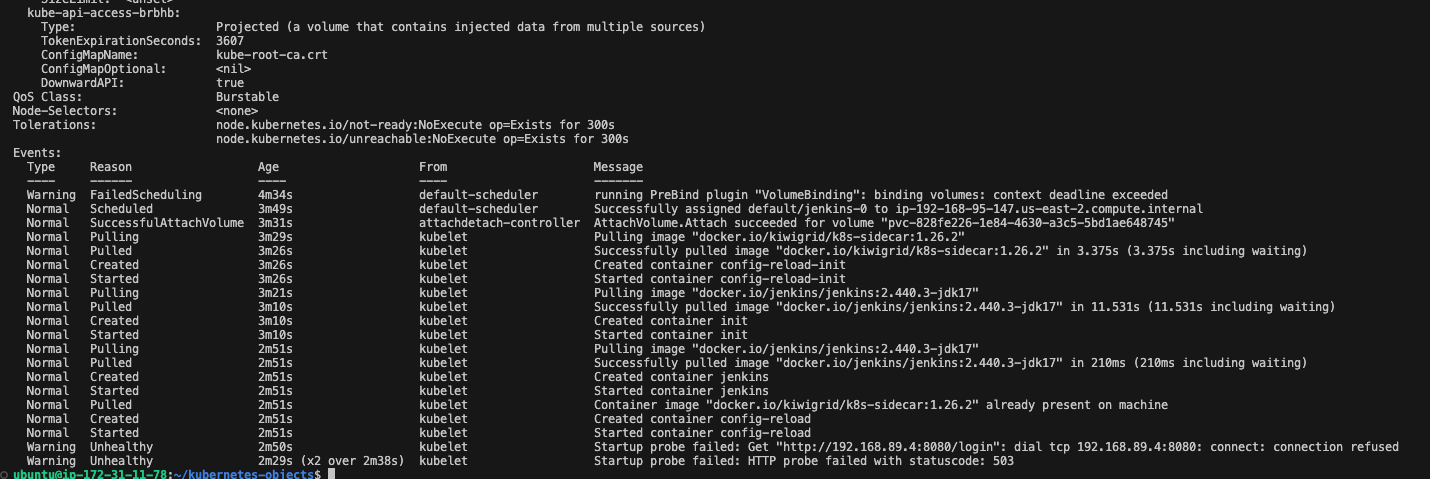 SizeLimit:  <unset>
kube-api-access-brbhb:
Type:                    Projected (a volume that contains injected data from multiple sources)
TokenExpirationSeconds:  3607
ConfigMapName:           kube-root-ca.crt
ConfigMapOptional:       <nil>
DownwardAPI:             true
QoS Class:                   Burstable
Node-Selectors:              <none>
Tolerations:                 node.kubernetes.io/not-ready:NoExecute op=Exists for 300s
node.kubernetes.io/unreachable:NoExecute op=Exists for 300s
Events:
Type     Reason                  Age                    From                     Message
----     ------                  ----                   ----                     -------
Warning  FailedScheduling        4m34s                  default-scheduler        running PreBind plugin "VolumeBinding": binding volumes: context deadline exceeded
Normal   Scheduled               3m49s                  default-scheduler        Successfully assigned default/jenkins-0 to ip-192-168-95-147.us-east-2.compute.internal
Normal   SuccessfulAttachVolume  3m31s                  attachdetach-controller  AttachVolume.Attach succeeded for volume "pvc-828fe226-1e84-4630-a3c5-5bd1ae648745"
Normal   Pulling                 3m29s                  kubelet                  Pulling image "docker.io/kiwigrid/k8s-sidecar:1.26.2"
Normal   Pulled                  3m26s                  kubelet                  Successfully pulled image "docker.io/kiwigrid/k8s-sidecar:1.26.2" in 3.375s (3.375s including waiting)
Normal   Created                 3m26s                  kubelet                  Created container config-reload-init
Normal   Started                 3m26s                  kubelet                  Started container config-reload-init
Normal   Pulling                 3m21s                  kubelet                  Pulling image "docker.io/jenkins/jenkins:2.440.3-jdk17"
Normal   Pulled                  3m10s                  kubelet                  Successfully pulled image "docker.io/jenkins/jenkins:2.440.3-jdk17" in 11.531s (11.531s including waiting)
Normal   Created                 3m10s                  kubelet                  Created container init
Normal   Started                 3m10s                  kubelet                  Started container init
Normal   Pulling                 2m51s                  kubelet                  Pulling image "docker.io/jenkins/jenkins:2.440.3-jdk17"
Normal   Pulled                  2m51s                  kubelet                  Successfully pulled image "docker.io/jenkins/jenkins:2.440.3-jdk17" in 210ms (210ms including waiting)
Normal   Created                 2m51s                  kubelet                  Created container jenkins
Normal   Started                 2m51s                  kubelet                  Started container jenkins
Normal   Pulled                  2m51s                  kubelet                  Container image "docker.io/kiwigrid/k8s-sidecar:1.26.2" already present on machine
Normal   Created                 2m51s                  kubelet                  Created container config-reload
Normal   Started                 2m51s                  kubelet                  Started container config-reload
Warning  Unhealthy               2m50s                  kubelet                  Startup probe failed: Get "http://192.168.89.4:8080/login": dial tcp 192.168.89.4:8080: connect: connection refused
Warning  Unhealthy               2m29s (x2 over 2m38s)  kubelet                  Startup probe failed: HTTP probe failed with statuscode: 503
ubuntu@ip-172-31-11-78:~/kubernetes-objects$